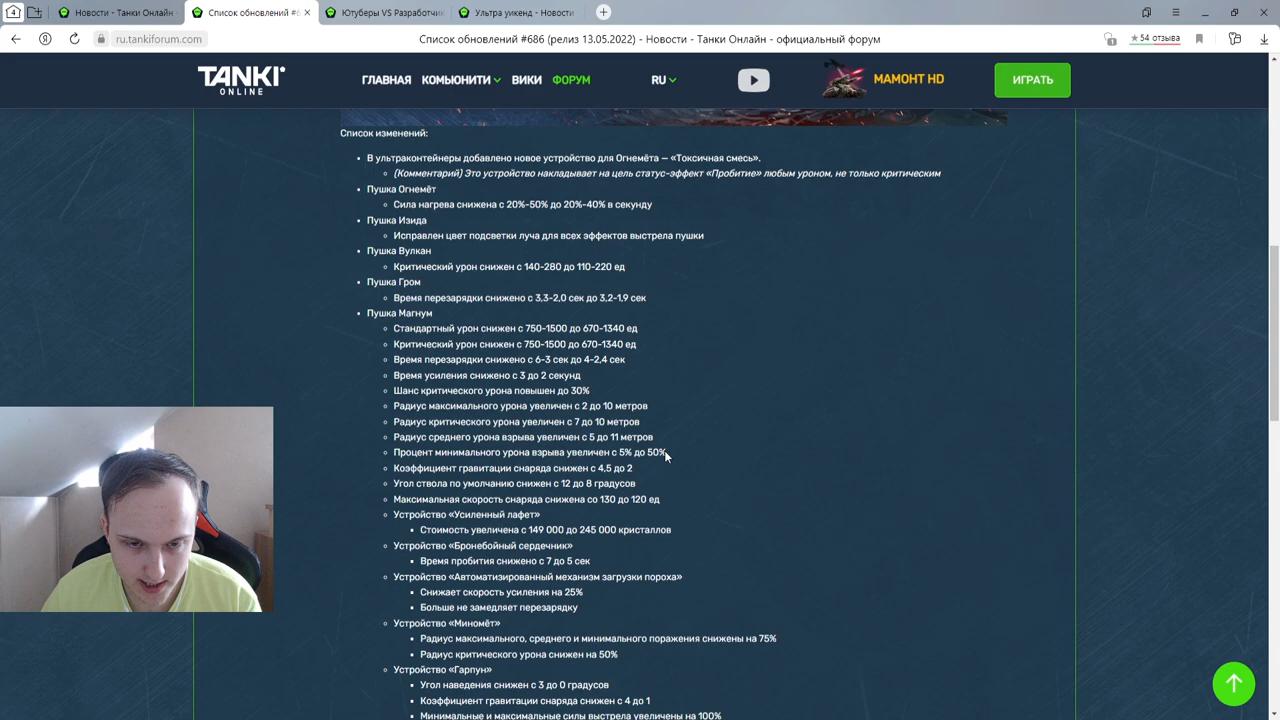 Новости - Танки Онлайн -
Список обновлений #6
Ютуберы VS Разработчик
Ультра уикенд - Новости
ru.tankiforum.com
Список обновлений #686 (релиз 13.05.2022) - Новости - Танки Онлайн - официальный форум
54 отзыва
TANKI
ONLINE
ГЛАВНАЯ
КОМЬЮНИТИ
ВИКИ
ФОРУМ
RU
МАМОНТ HD
ИГРАТЬ
Список изменений:
В ультраконтейнеры добавлено новое устройство для Огнемёта — «Токсичная смесь».
(Комментарий) Это устройство накладывает на цель статус-эффект «Пробитие» любым уроном, не только критическим
Пушка Огнемёт
Сила нагрева снижена с 20%-50% до 20%-40% в секунду
Пушка Изида
Исправлен цвет подсветки луча для всех эффектов выстрела пушки
Пушка Вулкан
Критический урон снижен с 140-280 до 110-220 ед
Пушка Гром
Время перезарядки снижено с 3,3-2,0 сек до 3,2-1,9 сек
Пушка Магнум
Стандартный урон снижен с 750-1500 до 670-1340 ед
Критический урон снижен с 750-1500 до 670-1340 ед
Время перезарядки снижено с 6-3 сек до 4-2,4 сек
Время усиления снижено с 3 до 2 секунд
Шанс критического урона повышен до 30%
Радиус максимального урона увеличен с 2 до 10 метров
Радиус критического урона увеличен с 7 до 10 метров
Радиус среднего урона взрыва увеличен с 5 до 11 метров
Процент минимального урона взрыва увеличен с 5% до 50%
Коэффициент гравитации снаряда снижен с 4,5 до 2
Угол ствола по умолчанию снижен с 12 до 8 градусов
Максимальная скорость снаряда снижена со 130 до 120 ед
Устройство «Усиленный лафет»
Стоимость увеличена с 149 000 до 245 000 кристаллов
Устройство «Бронебойный сердечник»
Время пробития снижено с 7 до 5 сек
Устройство «Автоматизированный механизм загрузки пороха»
Снижает скорость усиления на 25%
Больше не замедляет перезарядку
Устройство «Миномёт»
Радиус максимального, среднего и минимального поражения снижены на 75%
Радиус критического урона снижен на 50%
Устройство «Гарпун»
Угол наведения снижен с 3 до 0 градусов
Коэффициент гравитации снаряда снижен с 4 до 1
Минимальные и максимальные силы выстрела увеличены на 100%